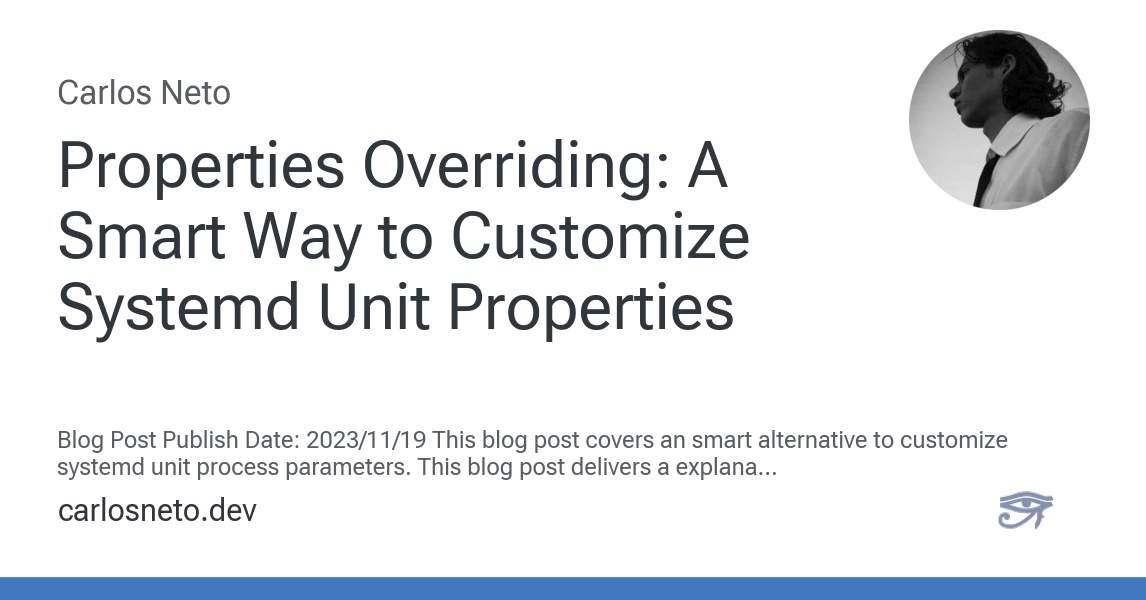 Carlos Neto
Properties Overriding: A
Smart Way to Customize
Systemd Unit Properties
Blog Post Publish Date: 2023/11/19 This blog post covers an smart alternative to customize
systemd unit process parameters. This blog post delivers a explana...
carlosneto.dev